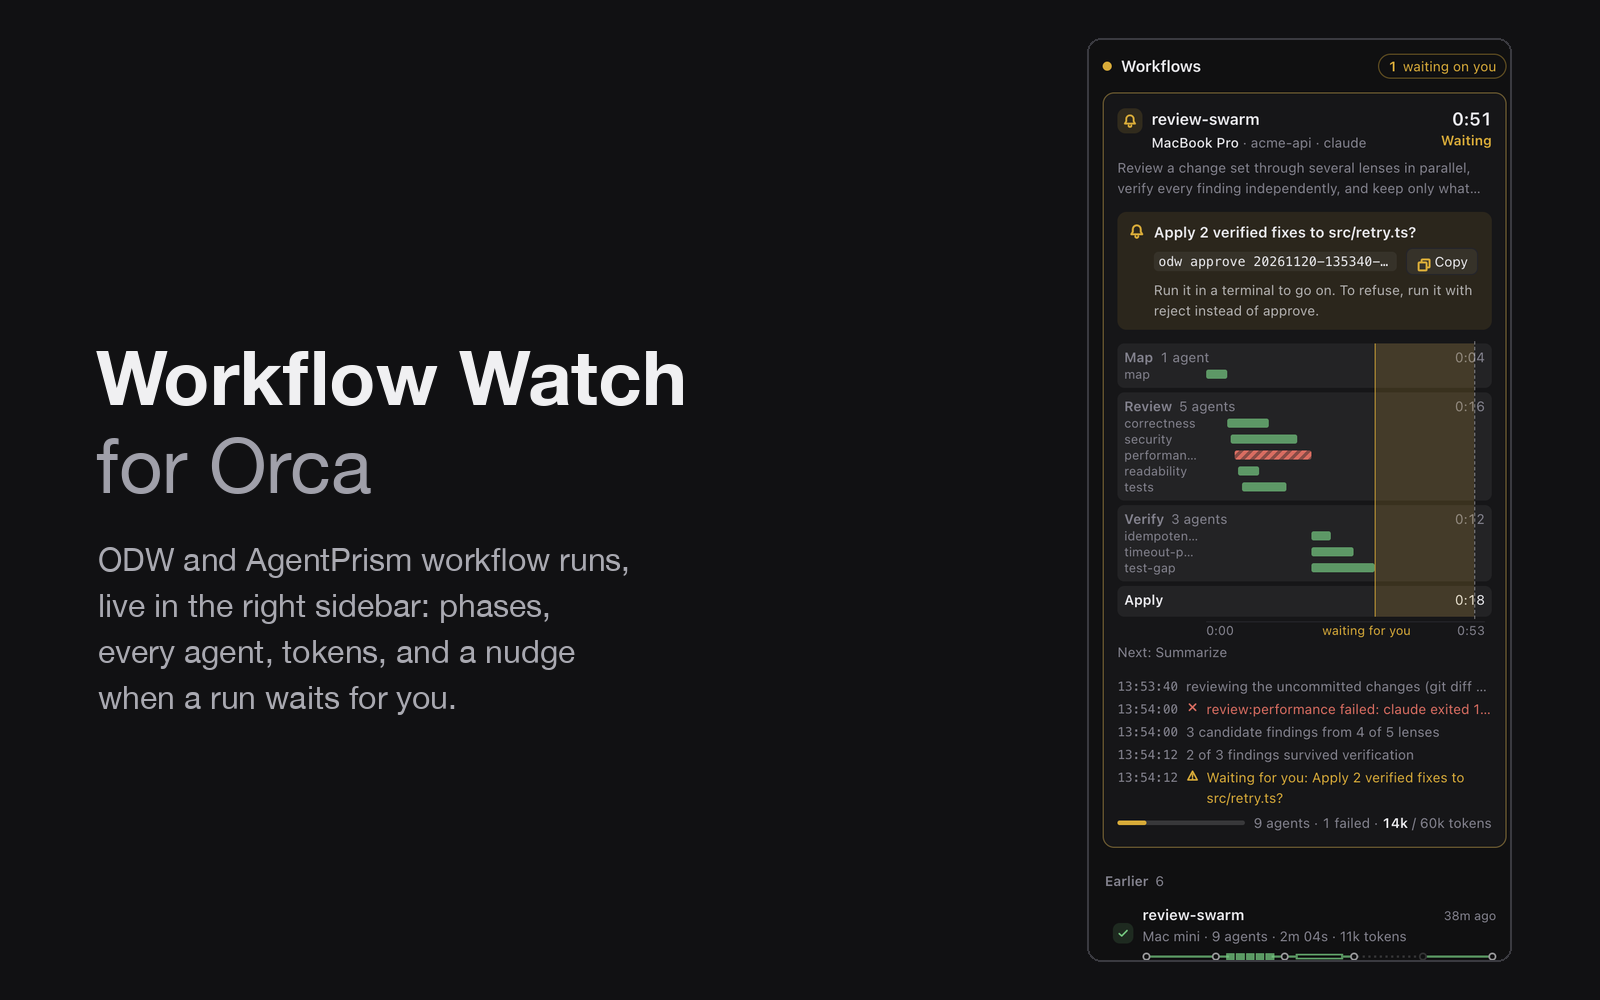 Workflow Watch
for Orca
ODW and AgentPrism workflow runs,
live in the right sidebar: phases,
every agent, tokens, and a nudge
when a run waits for you.
Workflows
1 waiting on you
review-swarm
0:51
MacBook Pro · acme-api · claude
Waiting
Review a change set through several lenses in parallel,
verify every finding independently, and keep only what...
Apply 2 verified fixes to src/retry.ts?
odw approve 20261120-135340-…
Copy
Run it in a terminal to go on. To refuse, run it with
reject instead of approve.
Map 1 agent 0:04
map
Review 5 agents 0:16
correctness
security
performan...
readability
tests
Verify 3 agents 0:12
idempoten...
timeout-p...
test-gap
Apply 0:18
0:00 waiting for you 0:53
Next: Summarize
13:53:40 reviewing the uncommitted changes (git diff ...
13:54:00 ✕ review:performance failed: claude exited 1...
13:54:00 3 candidate findings from 4 of 5 lenses
13:54:12 2 of 3 findings survived verification
13:54:12 ⚠ Waiting for you: Apply 2 verified fixes to
src/retry.ts?
9 agents · 1 failed · 14k / 60k tokens
Earlier 6
review-swarm 38m ago
Mac mini · 9 agents · 2m 04s · 11k tokens